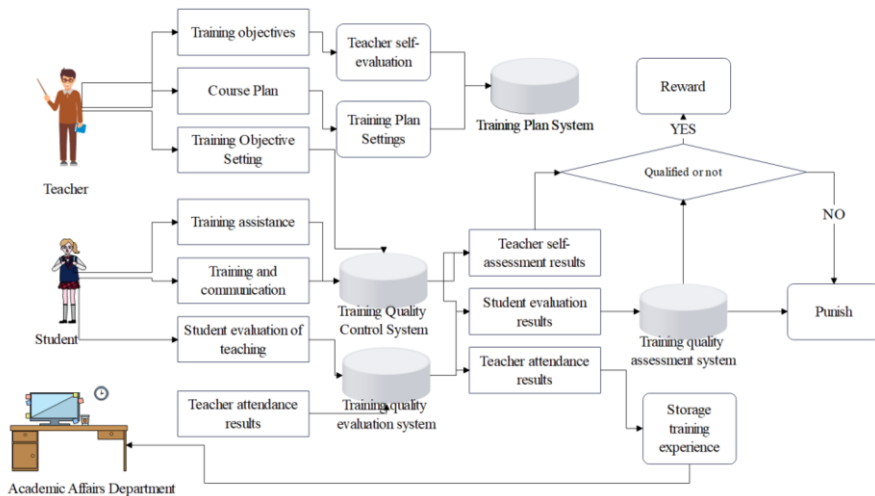 Training objectives
Teacher self-
evaluation
Course Plan
Training Plan
Settings
Training Objective
Setting
Training Plan System
Teacher
Reward
YES
Qualified or not
NO
Punish
Training assistance
Training and
communication
Training Quality
Control System
Student
Student evaluation of
teaching
Teacher attendance
results
Training quality
evaluation system
Teacher self-
assessment results
Student evaluation
results
Teacher attendance
results
Training quality
assessment system
Storage
training
experience
Academic Affairs Department